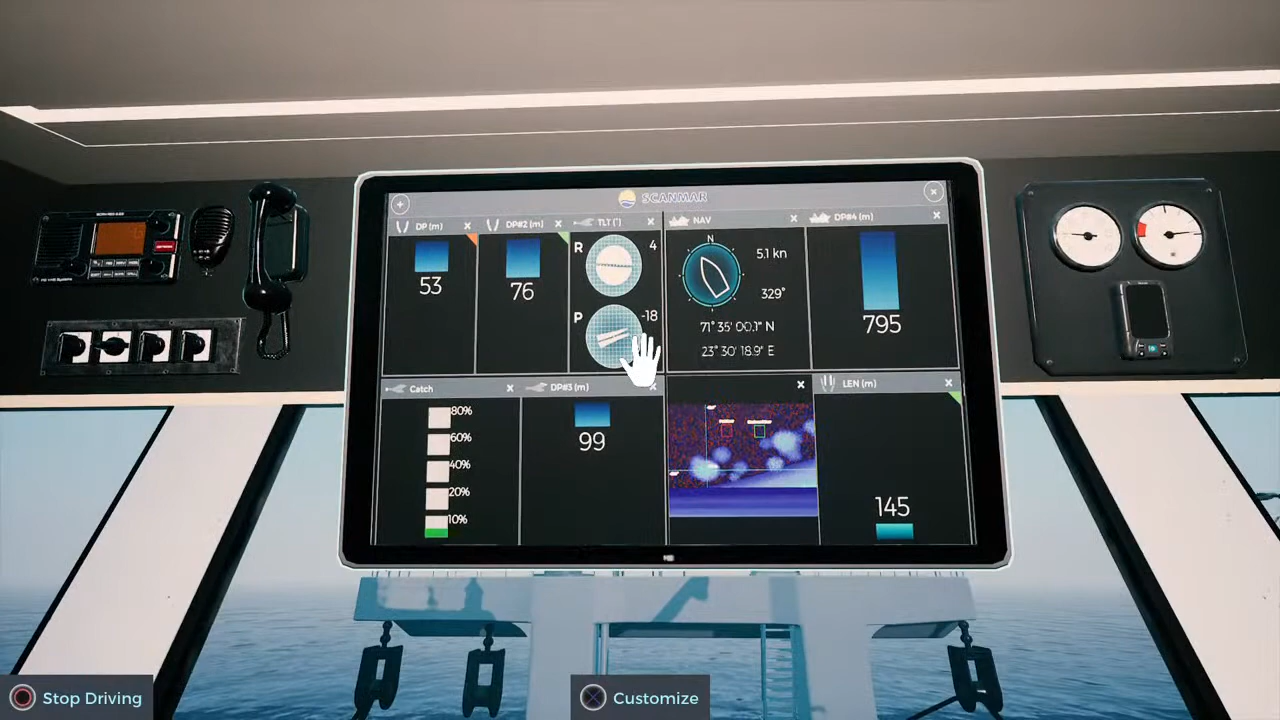 SCANMAR
DP (m)
DP#2 (m)
TLT (°)
NAV
DP#4 (m)
53
76
R
4
P
-18
N
5.1 kn
329°
71° 35' 00.1" N
23° 30' 18.9" E
795
Catch
DP#3 (m)
LEN (m)
80%
60%
40%
20%
10%
99
145
Stop Driving
Customize